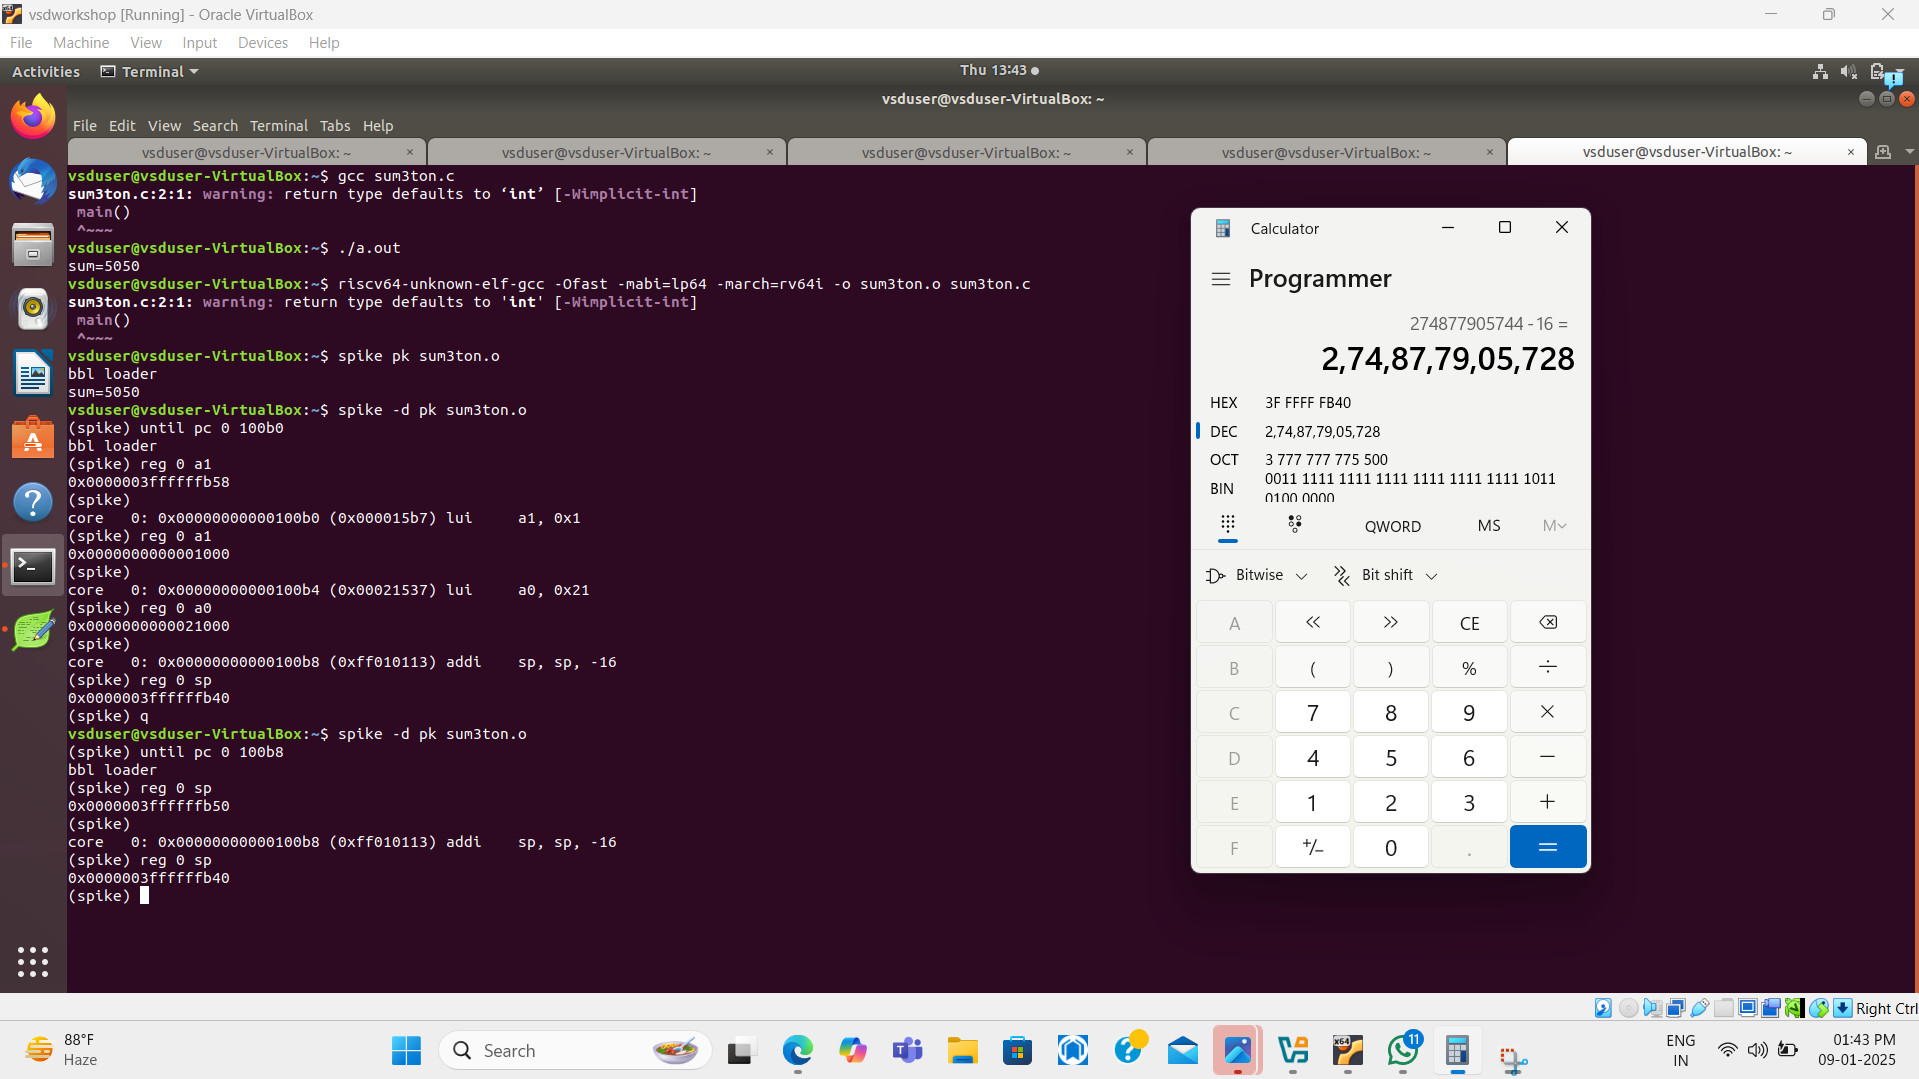 vsdworkshop [Running] - Oracle VirtualBox
File Machine View Input Devices Help
Activities Terminal Thu 13:43
vsduser@vsduser-VirtualBox: ~
File Edit View Search Terminal Tabs Help
vsduser@vsduser-VirtualBox: ~ × vsduser@vsduser-VirtualBox: ~ × vsduser@vsduser-VirtualBox: ~ × vsduser@vsduser-VirtualBox: ~ × vsduser@vsduser-VirtualBox: ~ ×
vsduser@vsduser-VirtualBox:~$ gcc sum3ton.c
sum3ton.c:2:1: warning: return type defaults to ‘int’ [-Wimplicit-int]
main()
^~~~
vsduser@vsduser-VirtualBox:~$ ./a.out
sum=5050
vsduser@vsduser-VirtualBox:~$ riscv64-unknown-elf-gcc -Ofast -mabi=lp64 -march=rv64i -o sum3ton.o sum3ton.c
sum3ton.c:2:1: warning: return type defaults to 'int' [-Wimplicit-int]
main()
^~~~
vsduser@vsduser-VirtualBox:~$ spike pk sum3ton.o
bbl loader
sum=5050
vsduser@vsduser-VirtualBox:~$ spike -d pk sum3ton.o
(spike) until pc 0 100b0
bbl loader
(spike) reg 0 a1
0x0000003ffffffb58
(spike)
core   0: 0x00000000000100b0 (0x000015b7) lui     a1, 0x1
(spike) reg 0 a1
0x0000000000001000
(spike)
core   0: 0x00000000000100b4 (0x00021537) lui     a0, 0x21
(spike) reg 0 a0
0x0000000000021000
(spike)
core   0: 0x00000000000100b8 (0xff010113) addi    sp, sp, -16
(spike) reg 0 sp
0x0000003ffffffb40
(spike) q
vsduser@vsduser-VirtualBox:~$ spike -d pk sum3ton.o
(spike) until pc 0 100b8
bbl loader
(spike) reg 0 sp
0x0000003ffffffb50
(spike)
core   0: 0x00000000000100b8 (0xff010113) addi    sp, sp, -16
(spike) reg 0 sp
0x0000003ffffffb40
(spike)
Calculator
Programmer
274877905744 - 16 =
2,74,87,79,05,728
HEX 3F FFFF FB40
DEC 2,74,87,79,05,728
OCT 3 777 777 775 500
BIN 0011 1111 1111 1111 1111 1111 1111 1011
0100 0000
QWORD MS M
Bitwise Bit shift
A << >> CE
B ( ) % ÷
C 7 8 9 ×
D 4 5 6 −
E 1 2 3 +
F +/− 0 . =
Right Ctrl
88°F
Haze
Search
x64
11
ENG
IN
01:43 PM
09-01-2025